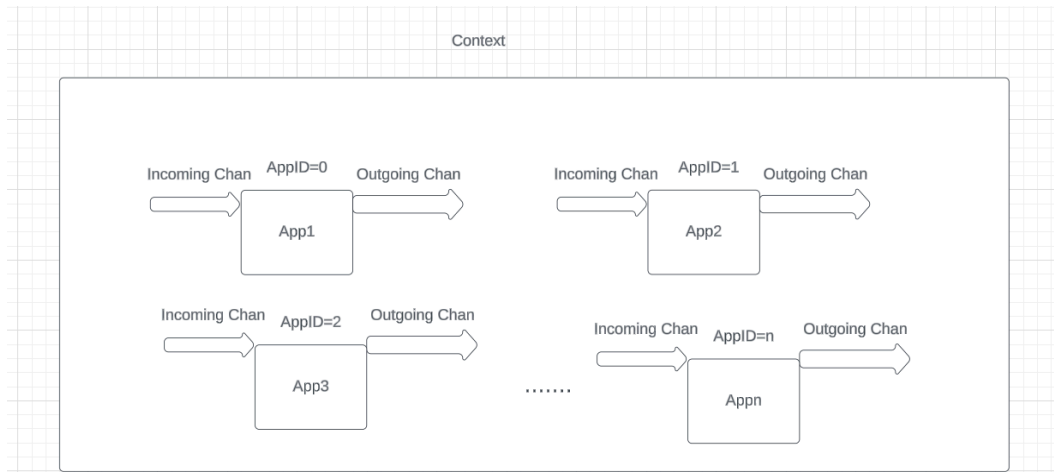 Context
Incoming Chan
AppID=0
Outgoing Chan
App1
Incoming Chan
AppID=1
Outgoing Chan
App2
Incoming Chan
AppID=2
Outgoing Chan
App3
.......
Incoming Chan
AppID=n
Outgoing Chan
Appn